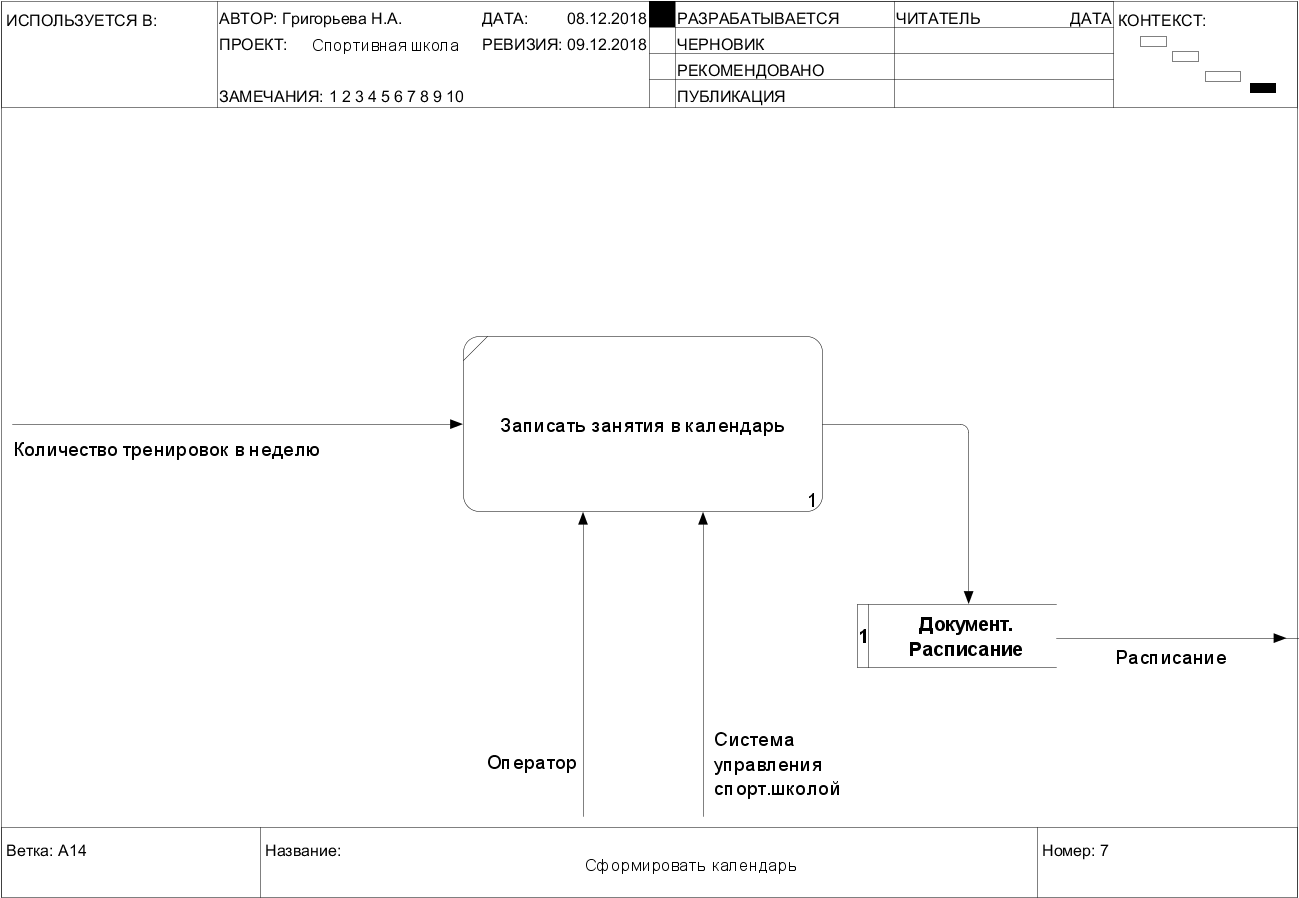 ИСПОЛЬЗУЕТСЯ В:
АВТОР: Григорьева Н.А.
ДАТА: 08.12.2018
ПРОЕКТ: Спортивная школа
РЕВИЗИЯ: 09.12.2018
ЗАМЕЧАНИЯ: 1 2 3 4 5 6 7 8 9 10
РАЗРАБАТЫВАЕТСЯ
ЧЕРНОВИК
РЕКОМЕНДОВАНО
ПУБЛИКАЦИЯ
ЧИТАТЕЛЬ ДАТА
КОНТЕКСТ:
Записать занятия в календарь
1
Количество тренировок в неделю
1
Документ.
Расписание
Расписание
Оператор
Система
управления
спорт.школой
Ветка: А14
Название:
Сформировать календарь
Номер: 7